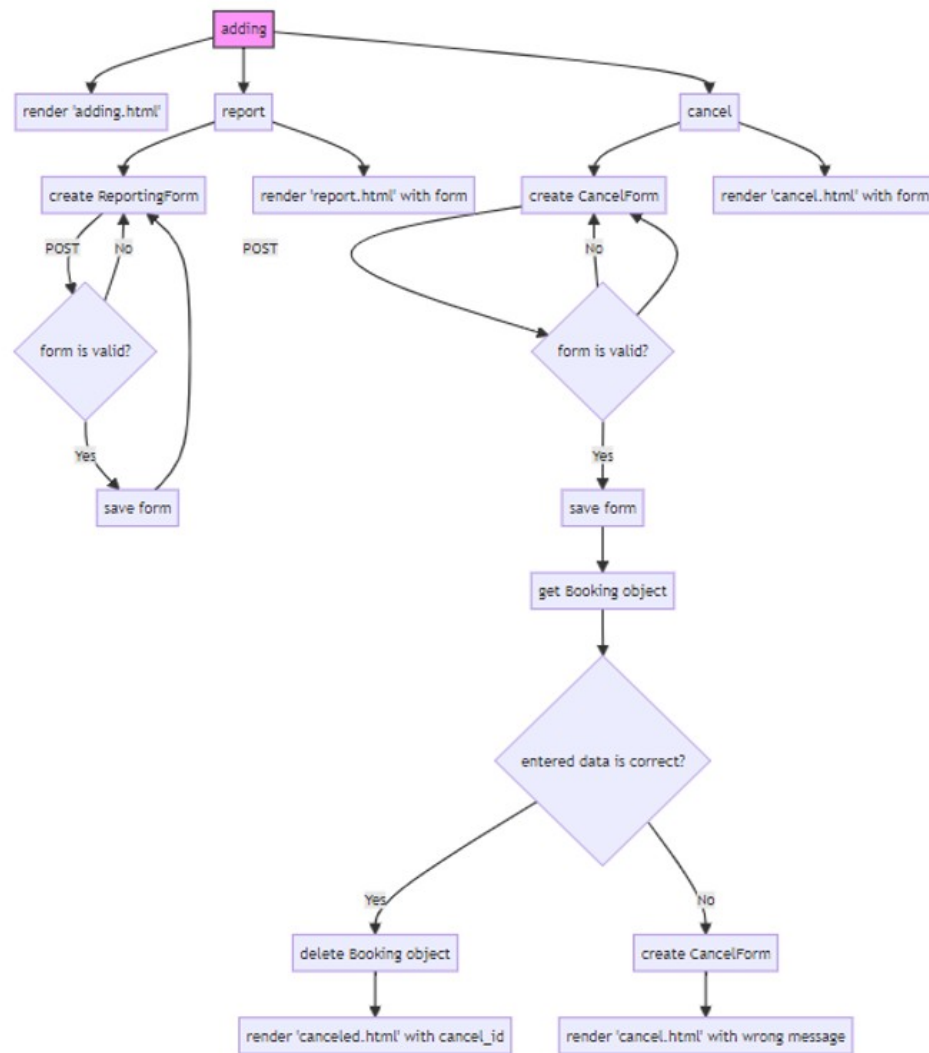 adding
render 'adding.html'
report
cancel
create ReportingForm
render 'report.html' with form
create CancelForm
render 'cancel.html' with form
POST
No
POST
No
form is valid?
form is valid?
Yes
Yes
save form
save form
get Booking object
entered data is correct?
Yes
No
delete Booking object
create CancelForm
render 'canceled.html' with cancel_id
render 'cancel.html' with wrong message